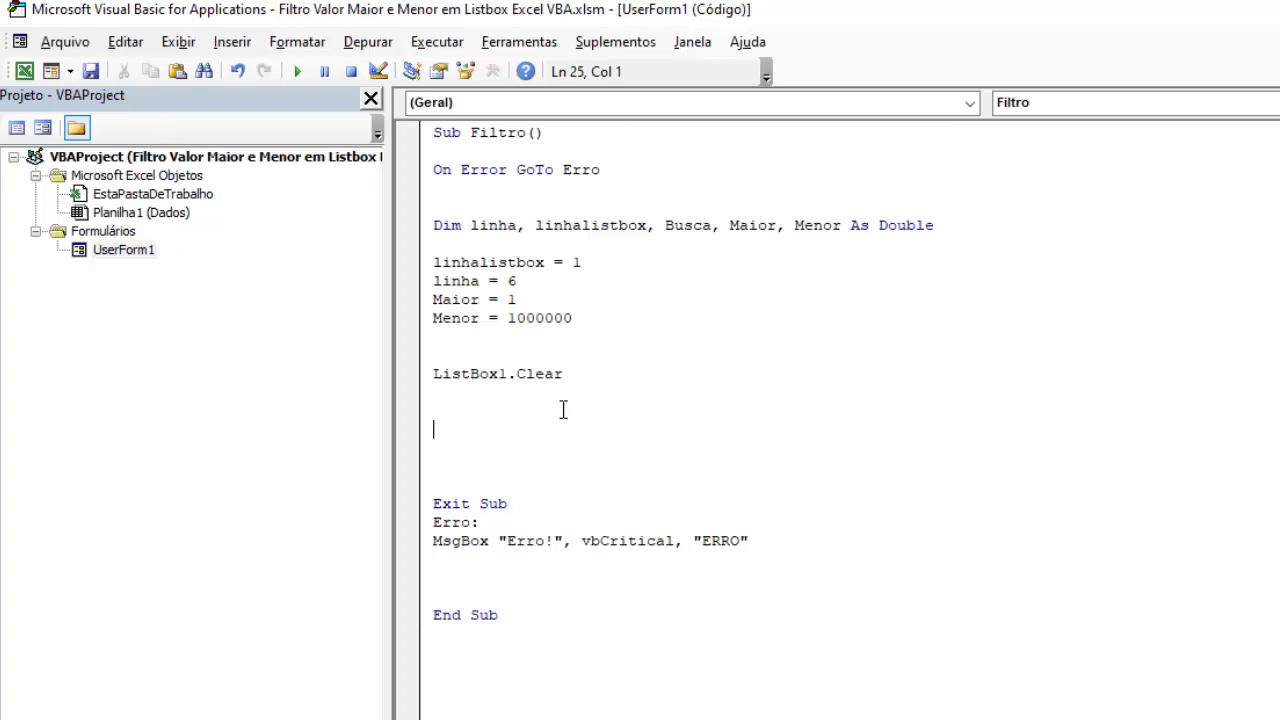 Microsoft Visual Basic for Applications - Filtro Valor Maior e Menor em Listbox Excel VBA.xlsm - [UserForm1 (Código)]
Arquivo Editar Exibir Inserir Formatar Depurar Executar Ferramentas Suplementos Janela Ajuda
Ln 25, Col 1
Projeto - VBAProject
(Geral)
Filtro
VBAProject (Filtro Valor Maior e Menor em Listbox
Microsoft Excel Objetos
EstaPastaDeTrabalho
Planilha1 (Dados)
Formulários
UserForm1
Sub Filtro()
On Error GoTo Erro
Dim linha, linhalistbox, Busca, Maior, Menor As Double
linhalistbox = 1
linha = 6
Maior = 1
Menor = 1000000
ListBox1.Clear
Exit Sub
Erro:
MsgBox "Erro!", vbCritical, "ERRO"
End Sub